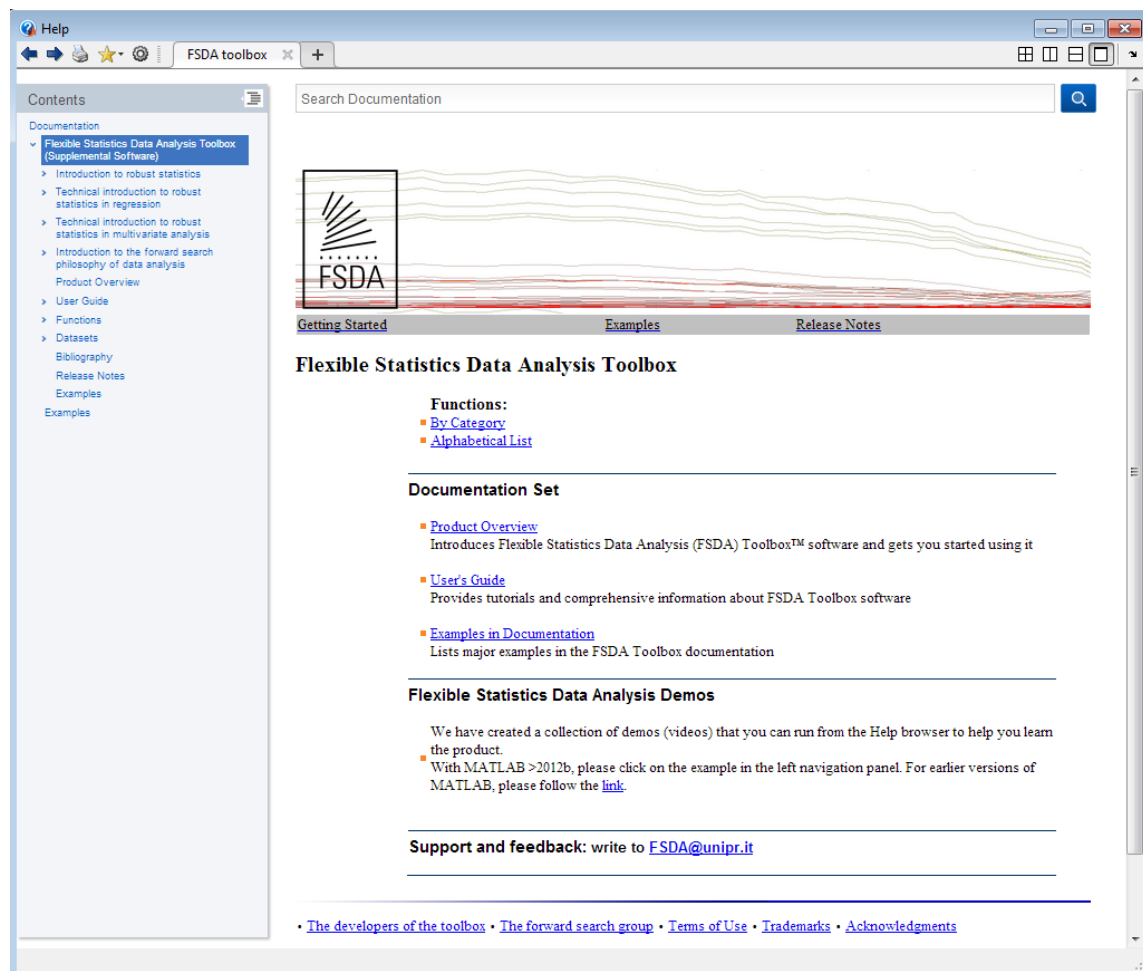 Help
FSDA toolbox
Contents
Documentation
Flexible Statistics Data Analysis Toolbox
(Supplemental Software)
Introduction to robust statistics
Technical introduction to robust
statistics in regression
Technical introduction to robust
statistics in multivariate analysis
Introduction to the forward search
philosophy of data analysis
Product Overview
User Guide
Functions
Datasets
Bibliography
Release Notes
Examples
Examples
Search Documentation
FSDA
Getting Started Examples Release Notes
Flexible Statistics Data Analysis Toolbox
Functions:
By Category
Alphabetical List
Documentation Set
Product Overview
Introduces Flexible Statistics Data Analysis (FSDA) Toolbox™ software and gets you started using it
User's Guide
Provides tutorials and comprehensive information about FSDA Toolbox software
Examples in Documentation
Lists major examples in the FSDA Toolbox documentation
Flexible Statistics Data Analysis Demos
We have created a collection of demos (videos) that you can run from the Help browser to help you learn
the product.
With MATLAB >2012b, please click on the example in the left navigation panel. For earlier versions of
MATLAB, please follow the link.
Support and feedback: write to FSDA@unipr.it
• The developers of the toolbox • The forward search group • Terms of Use • Trademarks • Acknowledgments